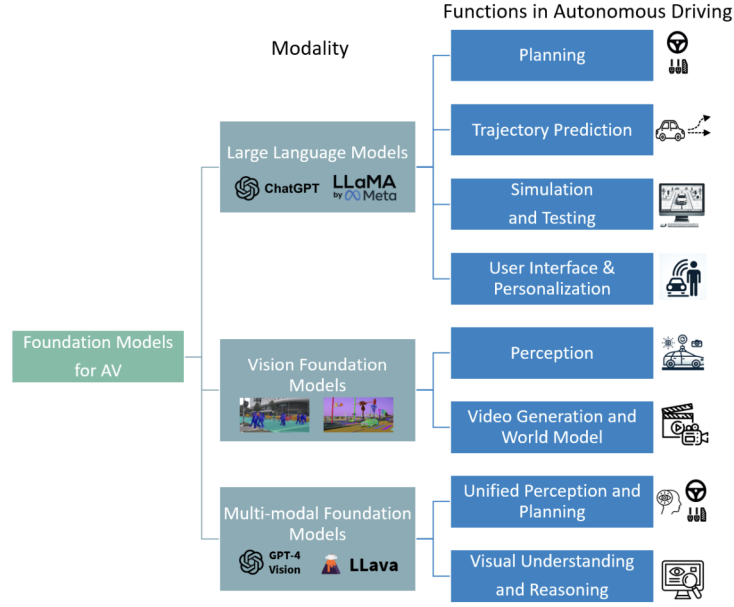 Functions in Autonomous Driving
Modality
Planning
Trajectory Prediction
Large Language Models
ChatGPT
LLaMA
by Meta
Simulation
and Testing
User Interface &
Personalization
Foundation Models
for AV
Vision Foundation
Models
Perception
Video Generation and
World Model
Multi-modal Foundation
Models
GPT-4
Vision
LLava
Unified Perception and
Planning
Visual Understanding
and Reasoning